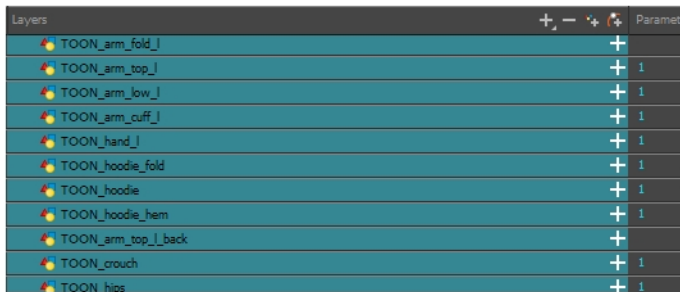 Layers Paramet
TOON_arm_fold_l
TOON_arm_top_l 1
TOON_arm_low_l 1
TOON_arm_cuff_l 1
TOON_hand_l 1
TOON_hoodie_fold 1
TOON_hoodie 1
TOON_hoodie_hem 1
TOON_arm_top_l_back
TOON_crouch 1
TOON_hips 1